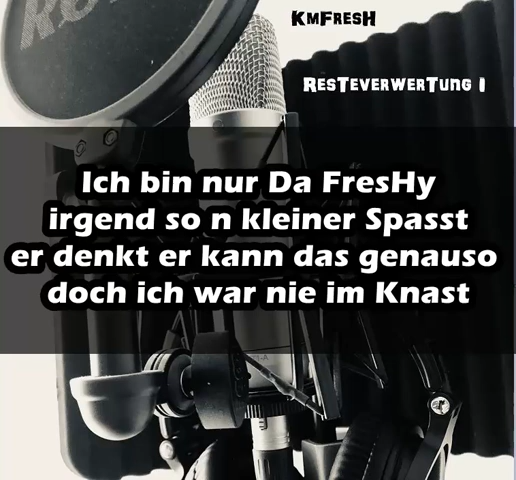 KmFresH
ResTeverwerTung I
Ich bin nur Da FresHy
irgend so n kleiner Spasst
er denkt er kann das genauso
doch ich war nie im Knast